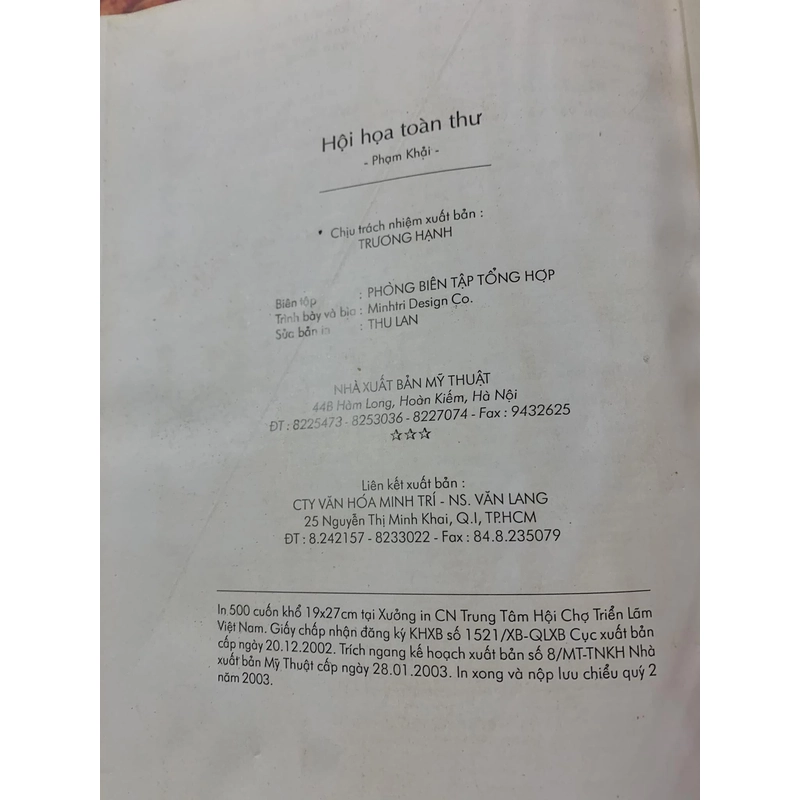 Hội họa toàn thư
- Phạm Khải -
* Chịu trách nhiệm xuất bản :
TRƯƠNG HẠNH
Biên tập : PHÒNG BIÊN TẬP TỔNG HỢP
Trình bày và bìa : Minhtri Design Co.
Sửa bản in : THU LAN
NHÀ XUẤT BẢN MỸ THUẬT
44B Hàm Long, Hoàn Kiếm, Hà Nội
ĐT : 8225473 - 8253036 - 8227074 - Fax : 9432625
☆☆☆
Liên kết xuất bản :
CTY VĂN HÓA MINH TRÍ - NS. VĂN LANG
25 Nguyễn Thị Minh Khai, Q.I, TP.HCM
ĐT : 8.242157 - 8233022 - Fax : 84.8.235079
In 500 cuốn khổ 19x27cm tại Xưởng in CN Trung Tâm Hội Chợ Triển Lãm
Việt Nam. Giấy chấp nhận đăng ký KHXB số 1521/XB-QLXB Cục xuất bản
cấp ngày 20.12.2002. Trích ngang kế hoạch xuất bản số 8/MT-TNKH Nhà
xuất bản Mỹ Thuật cấp ngày 28.01.2003. In xong và nộp lưu chiểu quý 2
năm 2003.